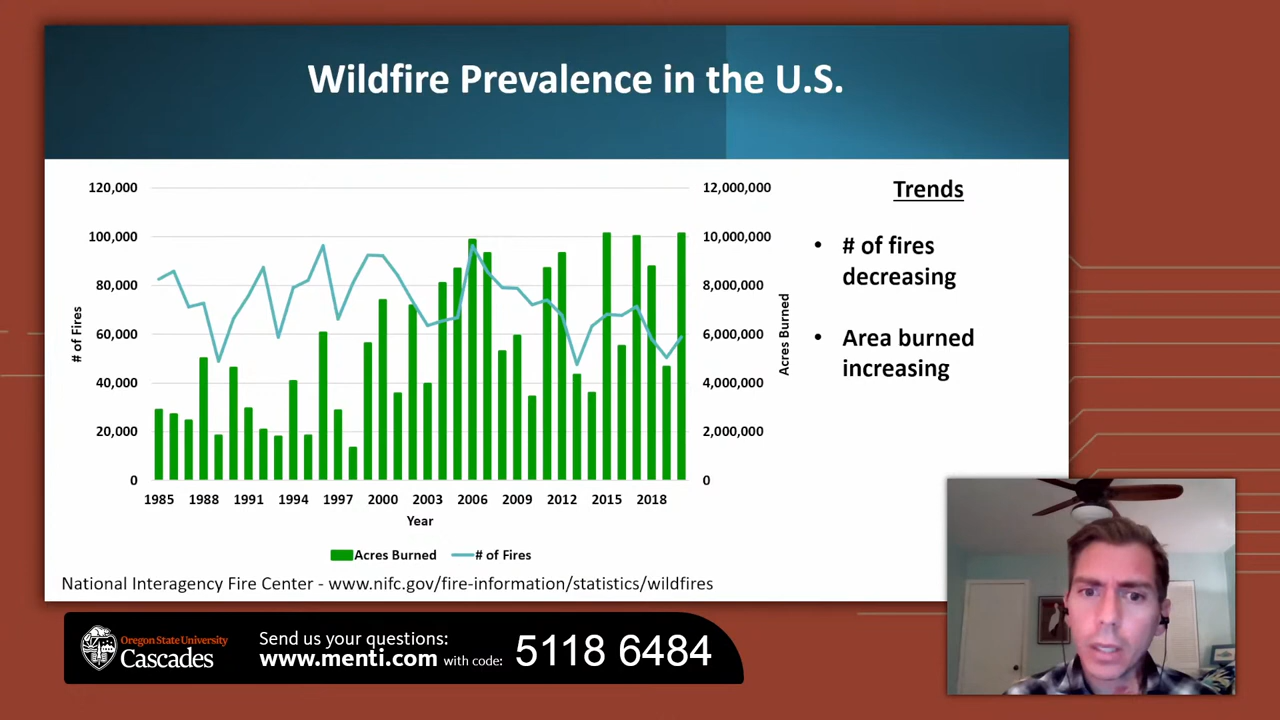 Wildfire Prevalence in the U.S.
120,000
100,000
80,000
60,000
40,000
20,000
0
# of Fires
12,000,000
10,000,000
8,000,000
6,000,000
4,000,000
2,000,000
0
Acres Burned
1985 1988 1991 1994 1997 2000 2003 2006 2009 2012 2015 2018
Year
Acres Burned # of Fires
Trends
• # of fires
decreasing
• Area burned
increasing
National Interagency Fire Center - www.nifc.gov/fire-information/statistics/wildfires
Oregon State University
Cascades
Send us your questions:
www.menti.com with code:
5118 6484